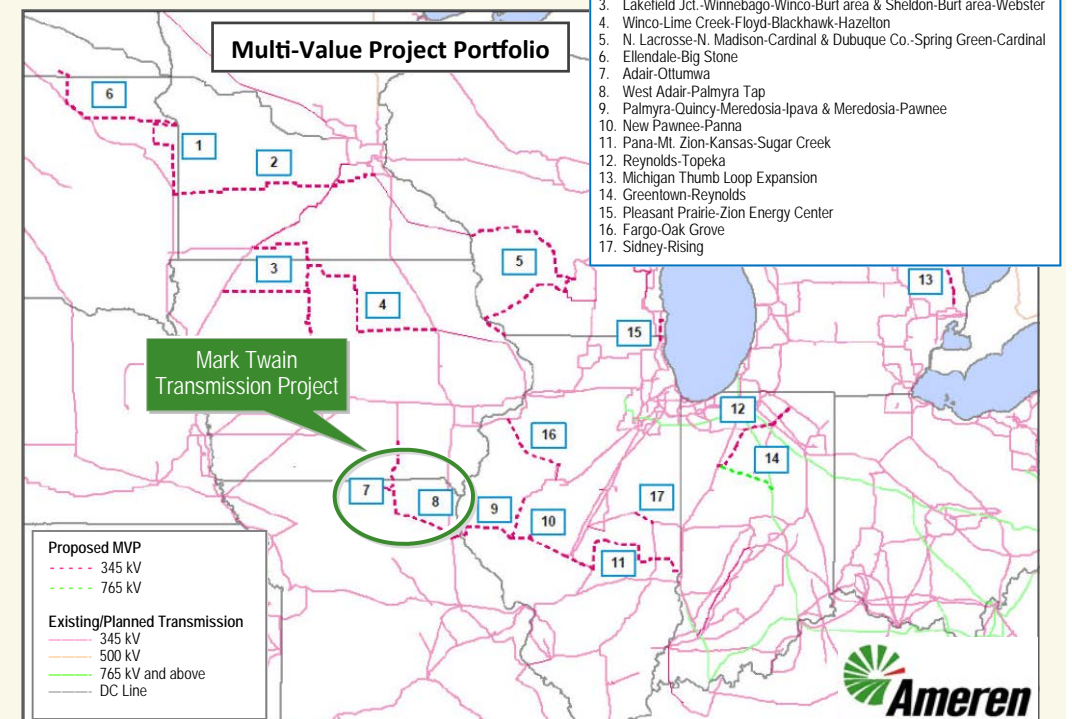 Multi-Value Project Portfolio
3. Lakefield Jct.-Winnebago-Winco-Burt area & Sheldon-Burt area-Webster
4. Winco-Lime Creek-Floyd-Blackhawk-Hazelton
5. N. Lacrosse-N. Madison-Cardinal & Dubuque Co.-Spring Green-Cardinal
6. Ellendale-Big Stone
7. Adair-Ottumwa
8. West Adair-Palmyra Tap
9. Palmyra-Quincy-Meredosia-Ipava & Meredosia-Pawnee
10. New Pawnee-Panna
11. Pana-Mt. Zion-Kansas-Sugar Creek
12. Reynolds-Topeka
13. Michigan Thumb Loop Expansion
14. Greentown-Reynolds
15. Pleasant Prairie-Zion Energy Center
16. Fargo-Oak Grove
17. Sidney-Rising
6
1
2
5
3
13
4
15
Mark Twain
Transmission Project
12
16
14
7
8
9
17
10
11
Proposed MVP
345 kV
765 kV
Existing/Planned Transmission
345 kV
500 kV
765 kV and above
DC Line
Ameren